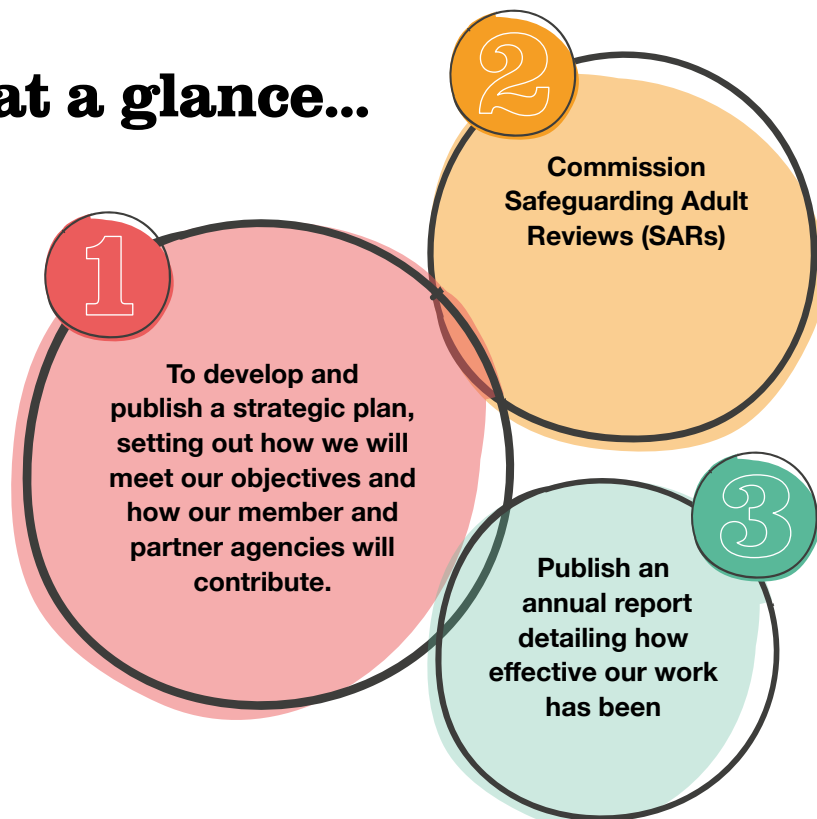 at a glance...
1
To develop and
publish a strategic plan,
setting out how we will
meet our objectives and
how our member and
partner agencies will
contribute.
2
Commission
Safeguarding Adult
Reviews (SARs)
3
Publish an
annual report
detailing how
effective our work
has been